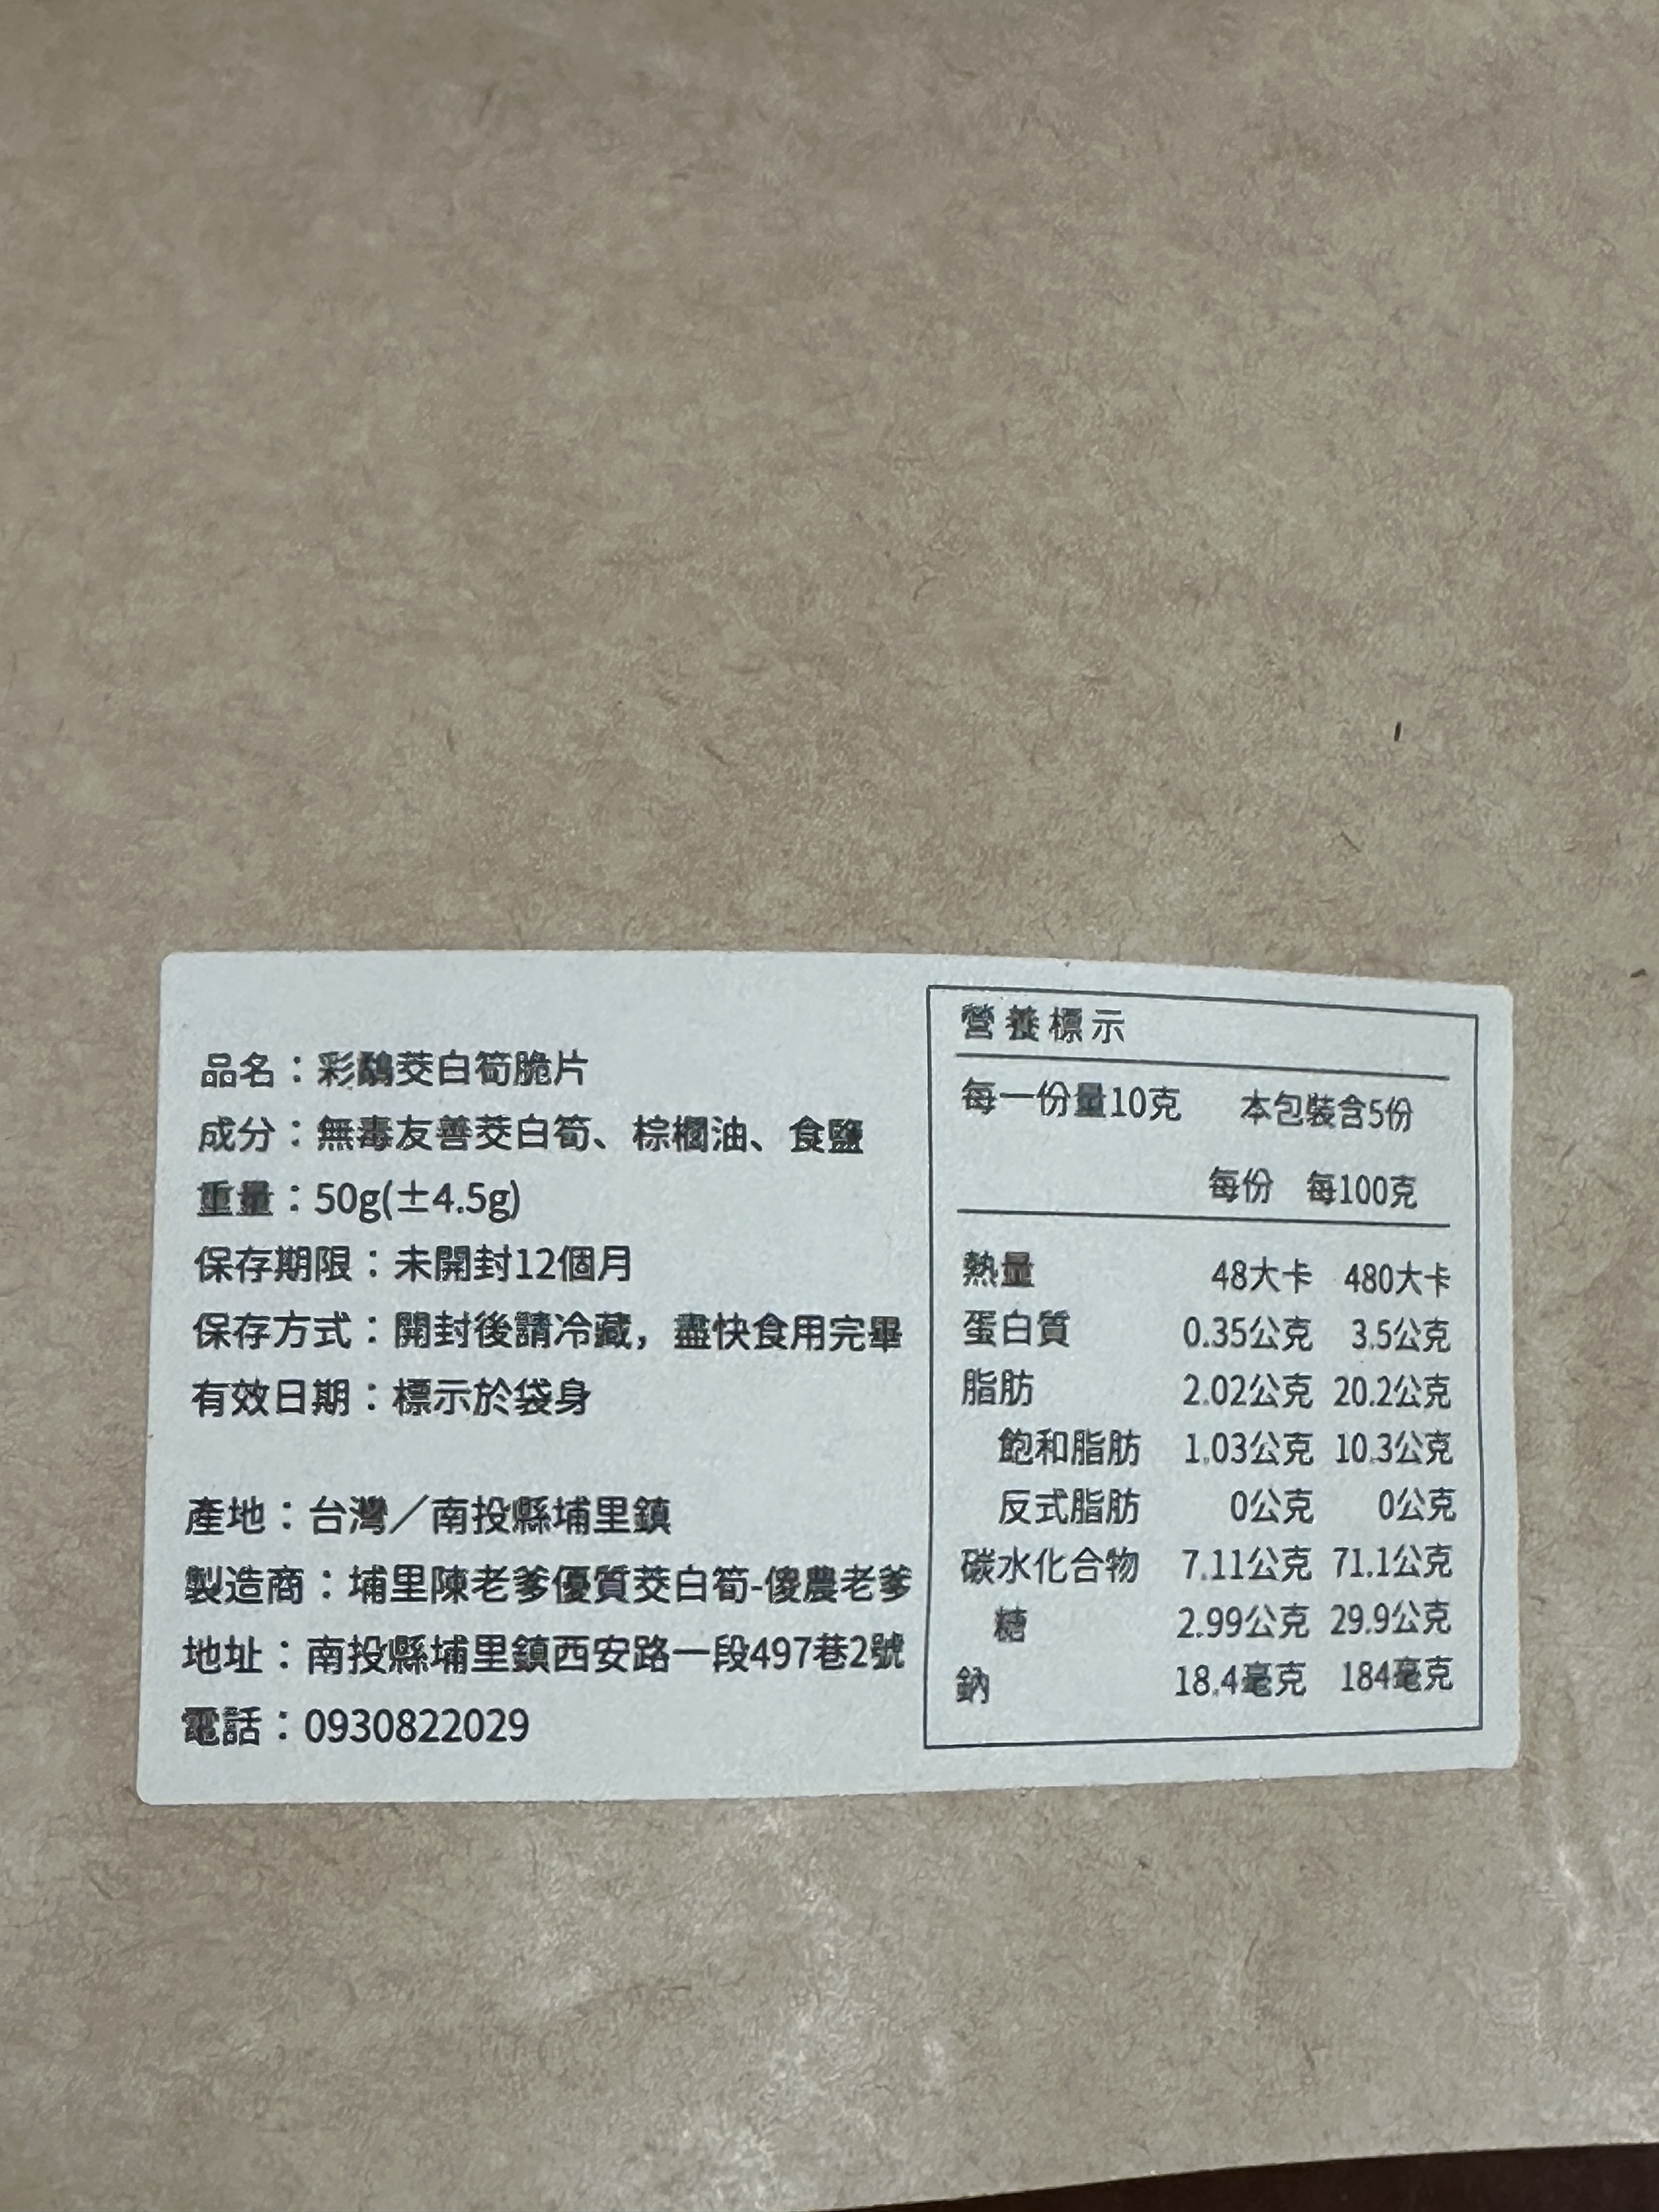 品名：彩鷸茭白筍脆片
成分：無毒友善茭白筍、棕櫚油、食鹽
重量：50g(±4.5g)
保存期限：未開封12個月
保存方式：開封後請冷藏，盡快食用完畢
有效日期：標示於袋身
產地：台灣／南投縣埔里鎮
製造商：埔里陳老爹優質茭白筍-傻農老爹
地址：南投縣埔里鎮西安路一段497巷2號
電話：0930822029
營養標示
每一份量10克 本包裝含5份
每份 每100克
熱量 48大卡 480大卡
蛋白質 0.35公克 3.5公克
脂肪 2.02公克 20.2公克
飽和脂肪 1.03公克 10.3公克
反式脂肪 0公克 0公克
碳水化合物 7.11公克 71.1公克
糖 2.99公克 29.9公克
鈉 18.4毫克 184毫克